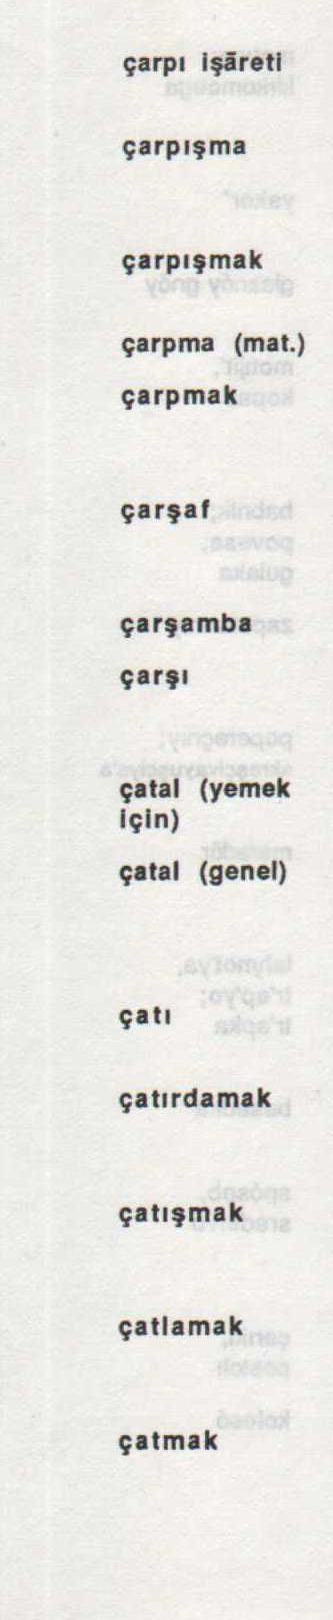 çarpı işāreti
çarpışma
çarpışmak
çarpma (mat.)
çarpmak
çarşaf
çarşamba
çarşı
çatal (yemek
için)
çatal (genel)
çatı
çatırdamak
çatışmak
çatlamak
çatmak